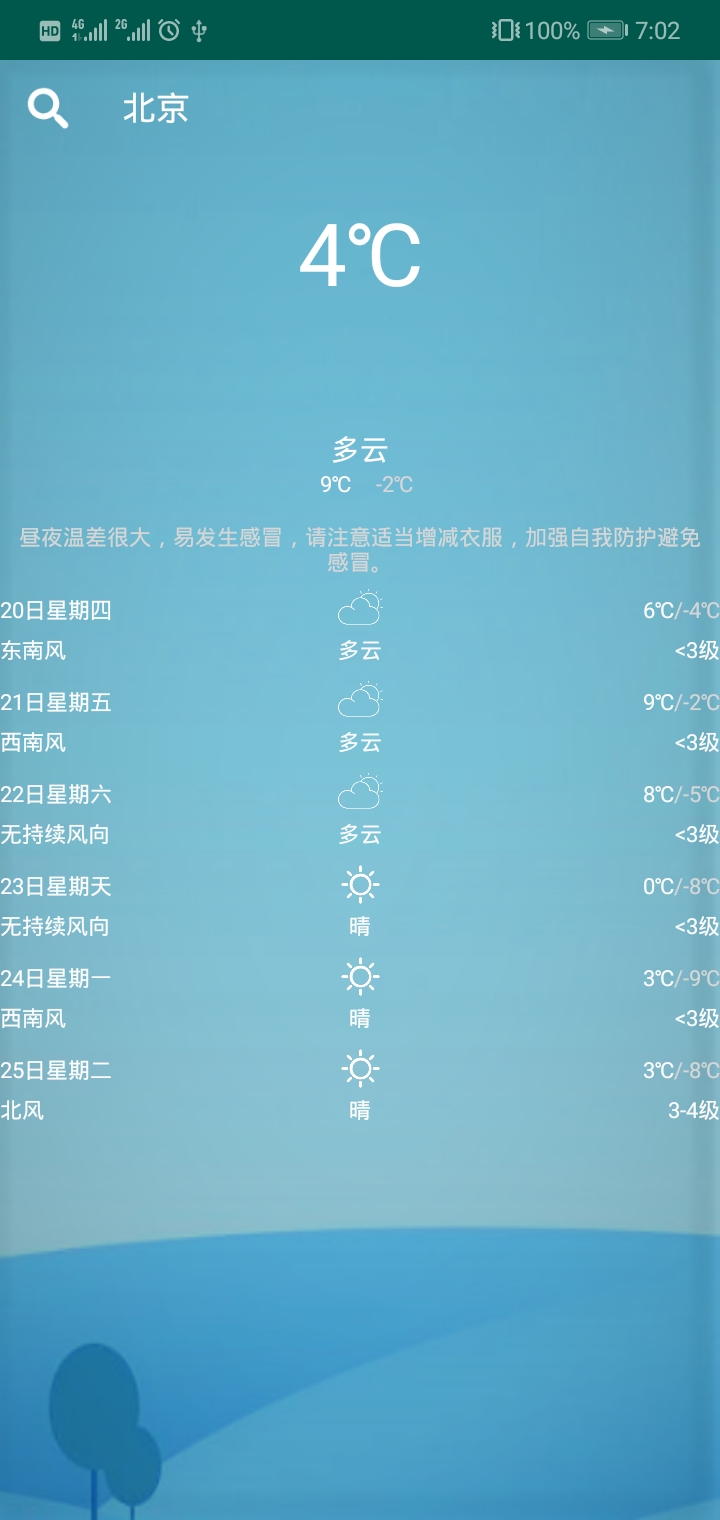 HD 4G 2G 100% 7:02
北京
4℃
多云
9℃ -2℃
昼夜温差很大，易发生感冒，请注意适当增减衣服，加强自我防护避免
感冒。
20日星期四 6℃/-4℃
东南风 多云 <3级
21日星期五 9℃/-2℃
西南风 多云 <3级
22日星期六 8℃/-5℃
无持续风向 多云 <3级
23日星期天 0℃/-8℃
无持续风向 晴 <3级
24日星期一 3℃/-9℃
西南风 晴 <3级
25日星期二 3℃/-8℃
北风 晴 3-4级